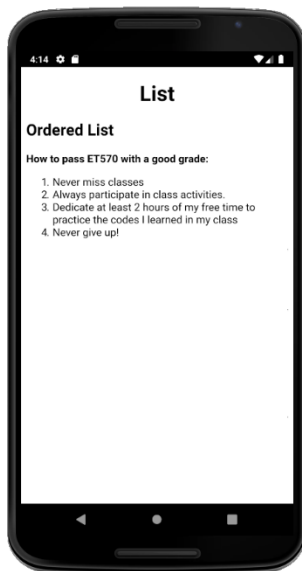 4:14
List
Ordered List
How to pass ET570 with a good grade:
1. Never miss classes
2. Always participate in class activities.
3. Dedicate at least 2 hours of my free time to
practice the codes I learned in my class
4. Never give up!